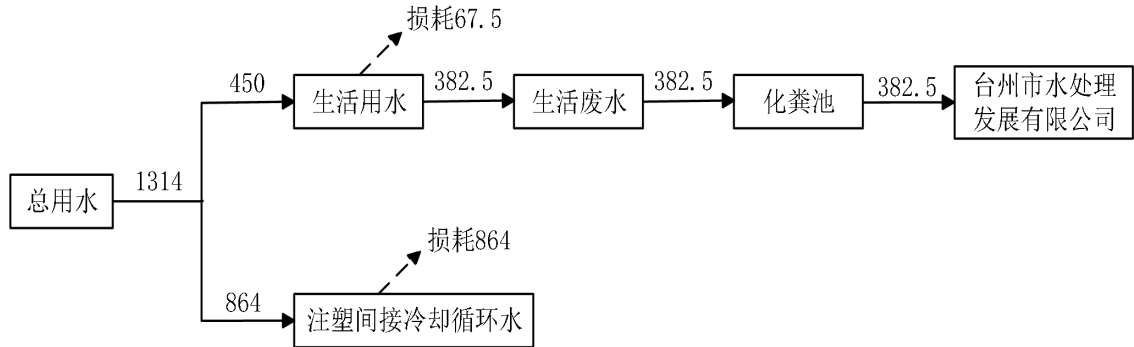 损耗67.5
450
生活用水
382.5
生活废水
382.5
化粪池
382.5
台州市水处理
发展有限公司
总用水
1314
损耗864
864
注塑间接冷却循环水